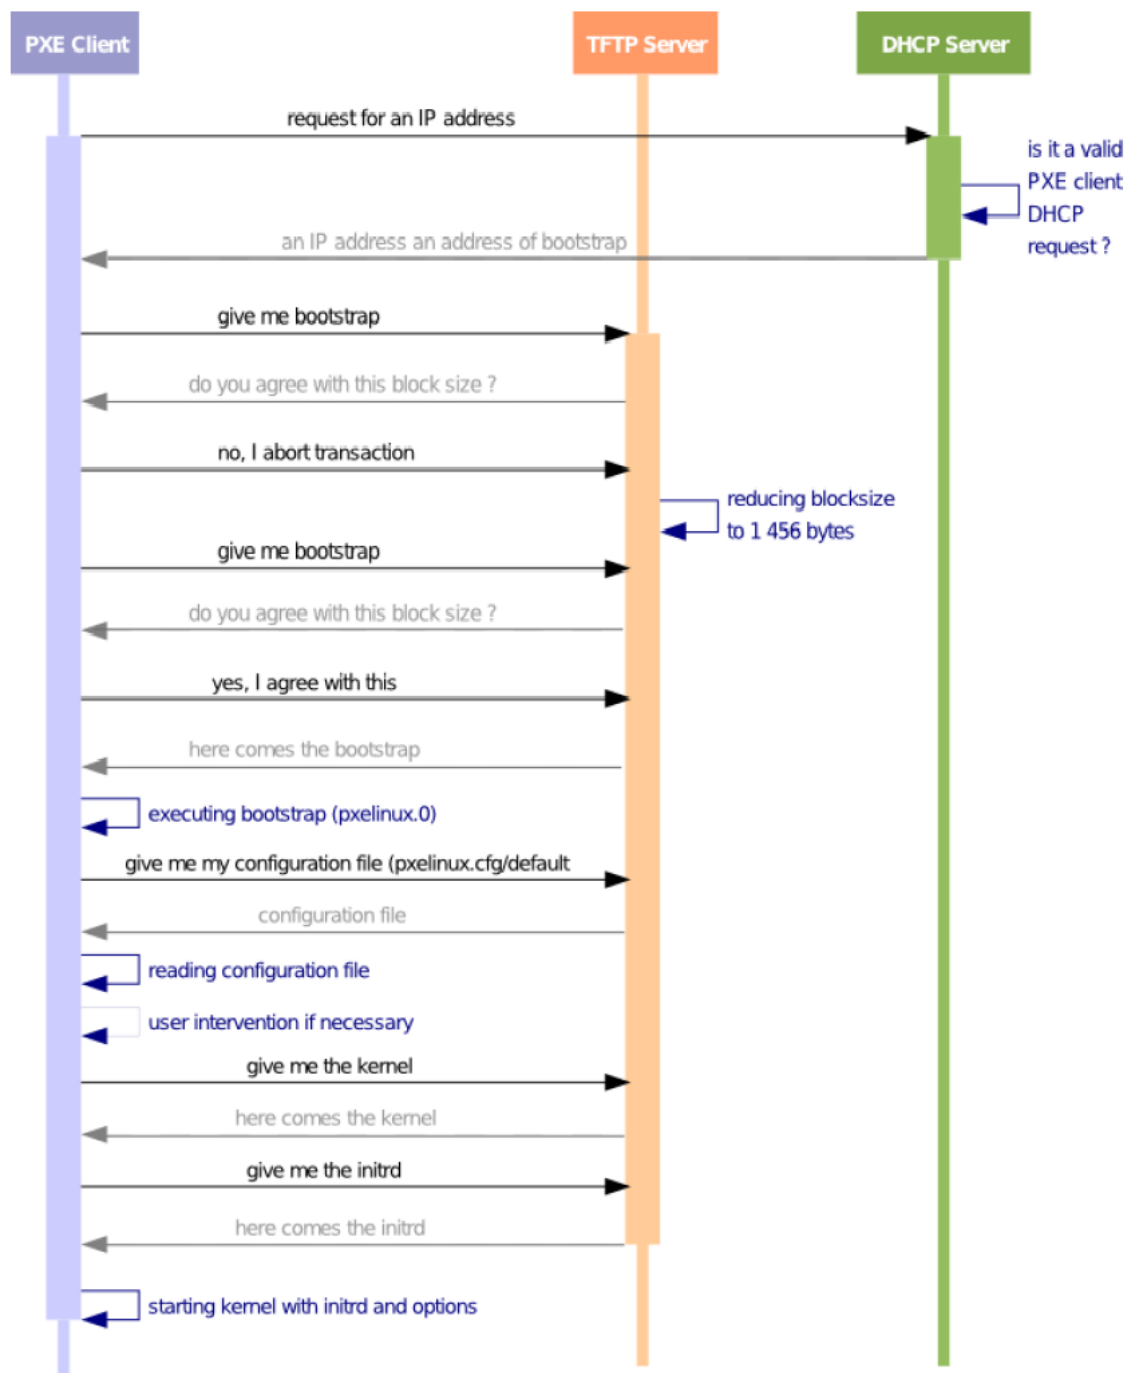 PXE Client
TFTP Server
DHCP Server
request for an IP address
is it a valid
PXE client
DHCP
request ?
an IP address an address of bootstrap
give me bootstrap
do you agree with this block size ?
no, I abort transaction
reducing blocksize
to 1 456 bytes
give me bootstrap
do you agree with this block size ?
yes, I agree with this
here comes the bootstrap
executing bootstrap (pxelinux.0)
give me my configuration file (pxelinux.cfg/default
configuration file
reading configuration file
user intervention if necessary
give me the kernel
here comes the kernel
give me the initrd
here comes the initrd
starting kernel with initrd and options